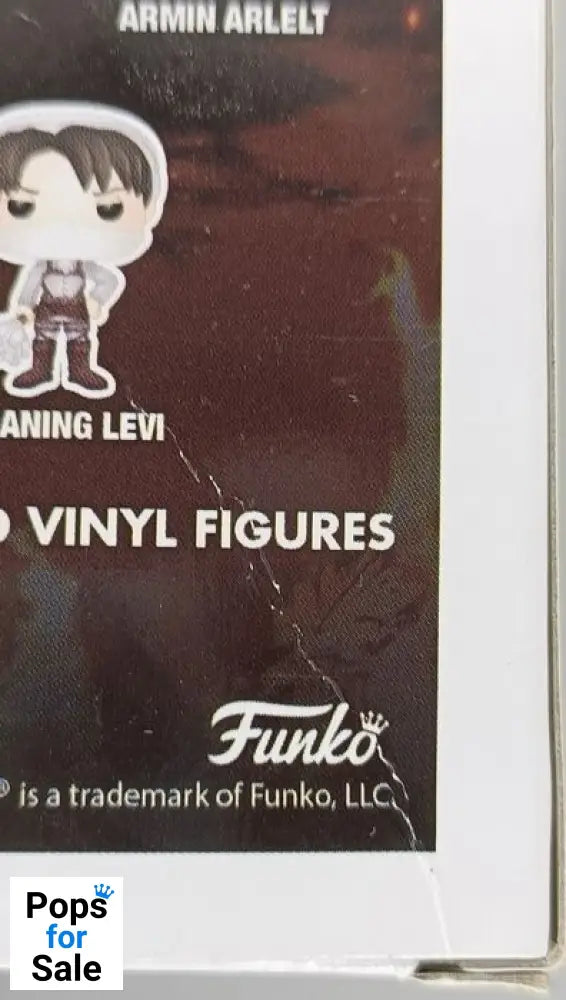 ARMIN ARLELT
ANING LEVI
VINYL FIGURES
Funko
® is a trademark of Funko, LLC
Pops
for
Sale